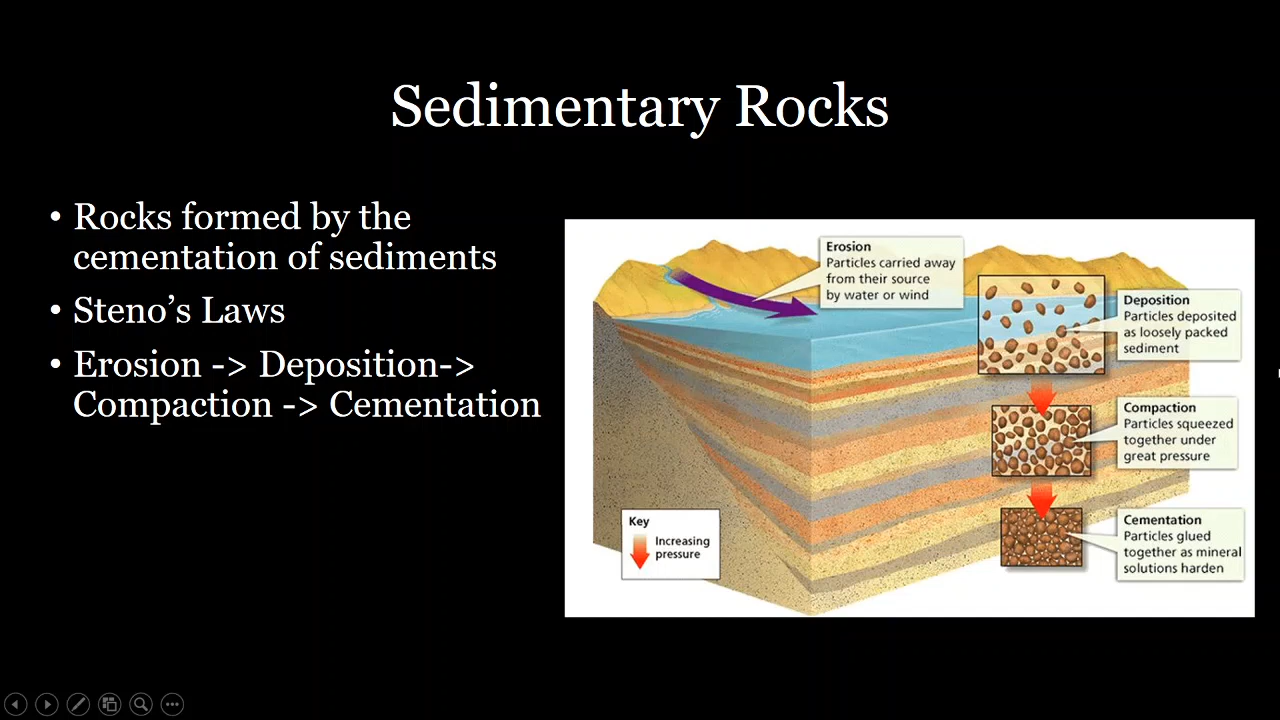 Sedimentary Rocks
• Rocks formed by the
cementation of sediments
• Steno’s Laws
• Erosion -> Deposition->
Compaction -> Cementation
Erosion
Particles carried away
from their source
by water or wind
Deposition
Particles deposited
as loosely packed
sediment
Compaction
Particles squeezed
together under
great pressure
Cementation
Particles glued
together as mineral
solutions harden
Key
Increasing
pressure